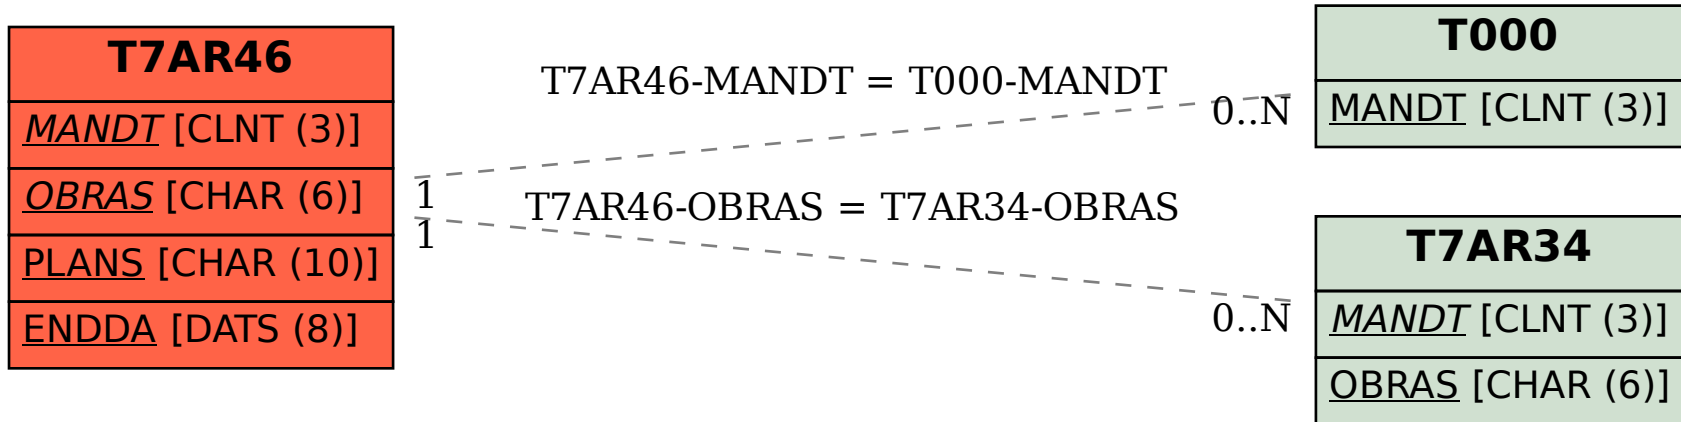 T7AR46
MANDT [CLNT (3)]
OBRAS [CHAR (6)]
PLANS [CHAR (10)]
ENDDA [DATS (8)]
T7AR46-MANDT = T000-MANDT
0..N
1
T7AR46-OBRAS = T7AR34-OBRAS
1
0..N
T000
MANDT [CLNT (3)]
T7AR34
MANDT [CLNT (3)]
OBRAS [CHAR (6)]